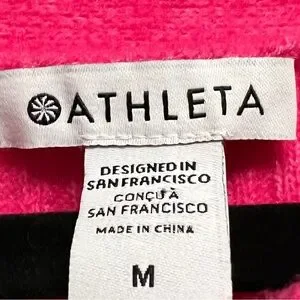 ATHLETA
DESIGNED IN
SAN FRANCISCO
CONÇU À
SAN FRANCISCO
MADE IN CHINA
M